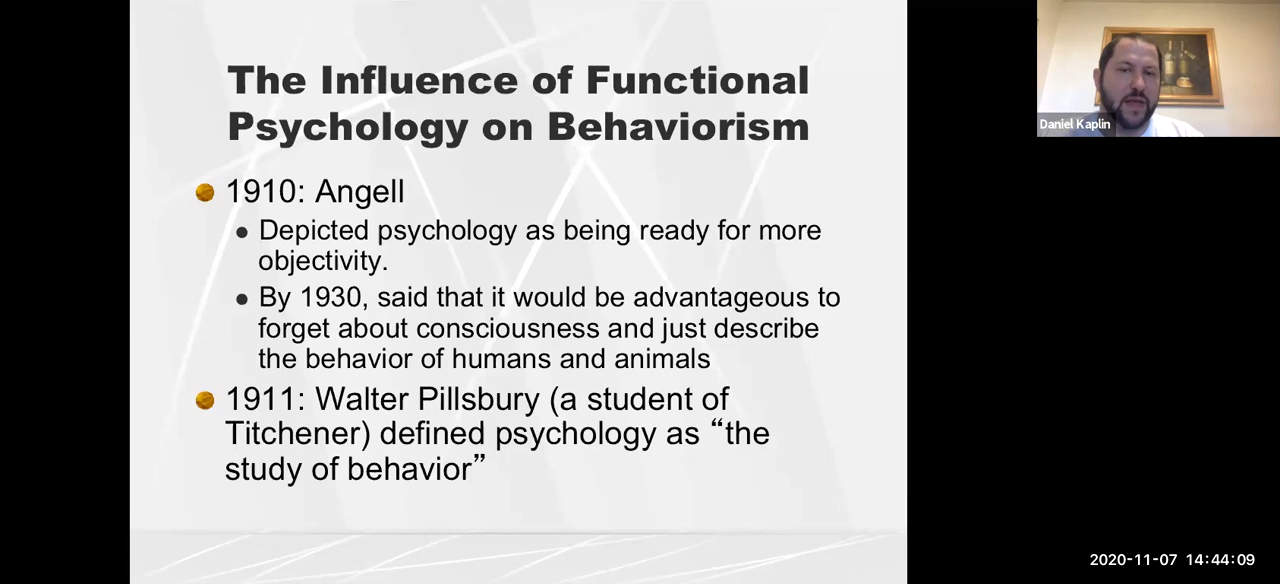 The Influence of Functional
Psychology on Behaviorism
1910: Angell
Depicted psychology as being ready for more
objectivity.
By 1930, said that it would be advantageous to
forget about consciousness and just describe
the behavior of humans and animals
1911: Walter Pillsbury (a student of
Titchener) defined psychology as “the
study of behavior”
Daniel Kaplin
2020-11-07 14:44:09